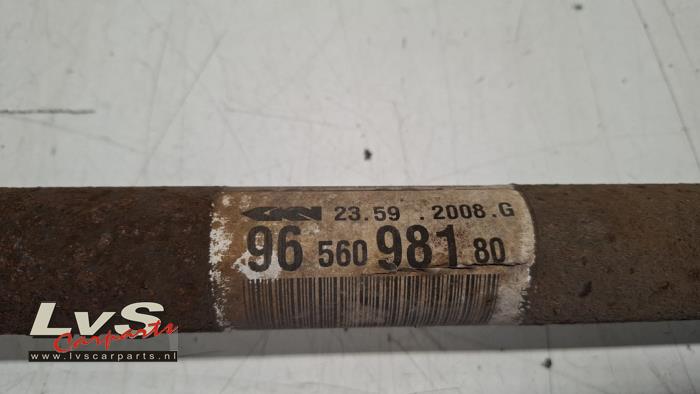 GKN 23.59 .2008.G
96 560 981 80
LvS
Carparts
www.lvscarparts.nl